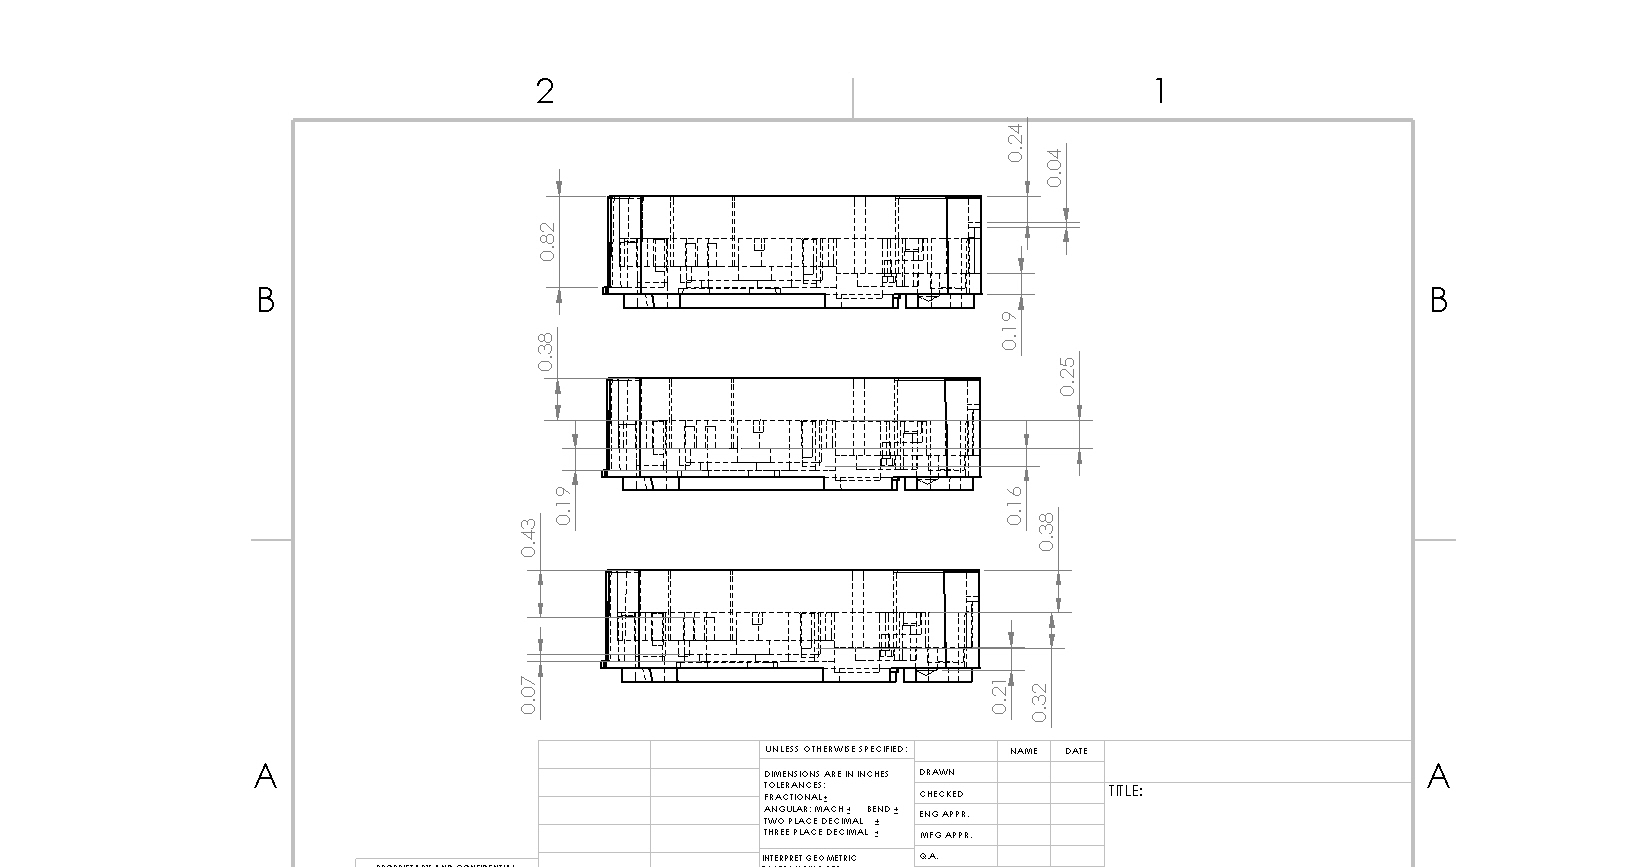 2 1
0.24
0.04
0.82
B B
0.19
0.38
0.25
0.19
0.16
0.43
0.38
0.07
0.21
0.32
UNLESS OTHERWISE SPECIFIED: NAME DATE
DIMENSIONS ARE IN INCHES DRAWN
TOLERANCES:
A A
TITLE:
FRACTIONAL± CHECKED
ANGULAR: MACH ± BEND ± ENG APPR.
TWO PLACE DECIMAL ±
THREE PLACE DECIMAL ± MFG APPR.
INTERPRET GEOMETRIC Q.A.
PROPRIETARY AND CONFIDENTIAL